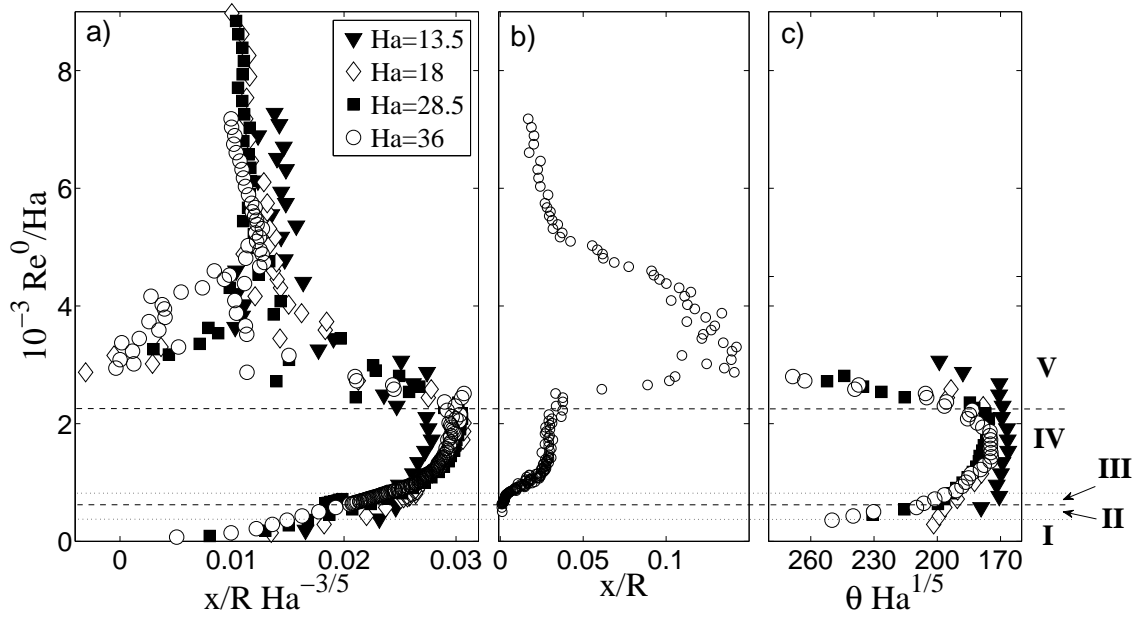 a)
b)
c)
Ha=13.5
Ha=18
Ha=28.5
Ha=36
10⁻³ Re⁰/Ha
8
6
4
2
0
V
IV
III
II
I
0 0.01 0.02 0.03
0 0.05 0.1
260 230 200 170
x/R Ha⁻³/⁵
x/R
θ Ha¹/⁵